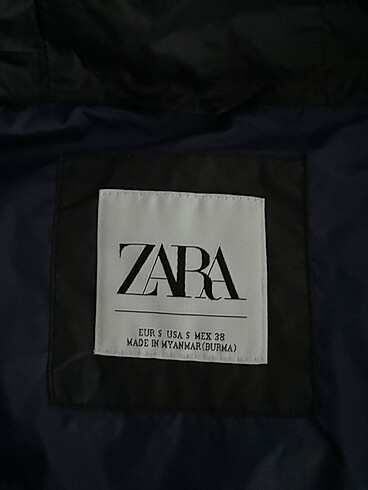 ZARA
EUR S USA S MEX 38
MADE IN MYANMAR(BURMA)